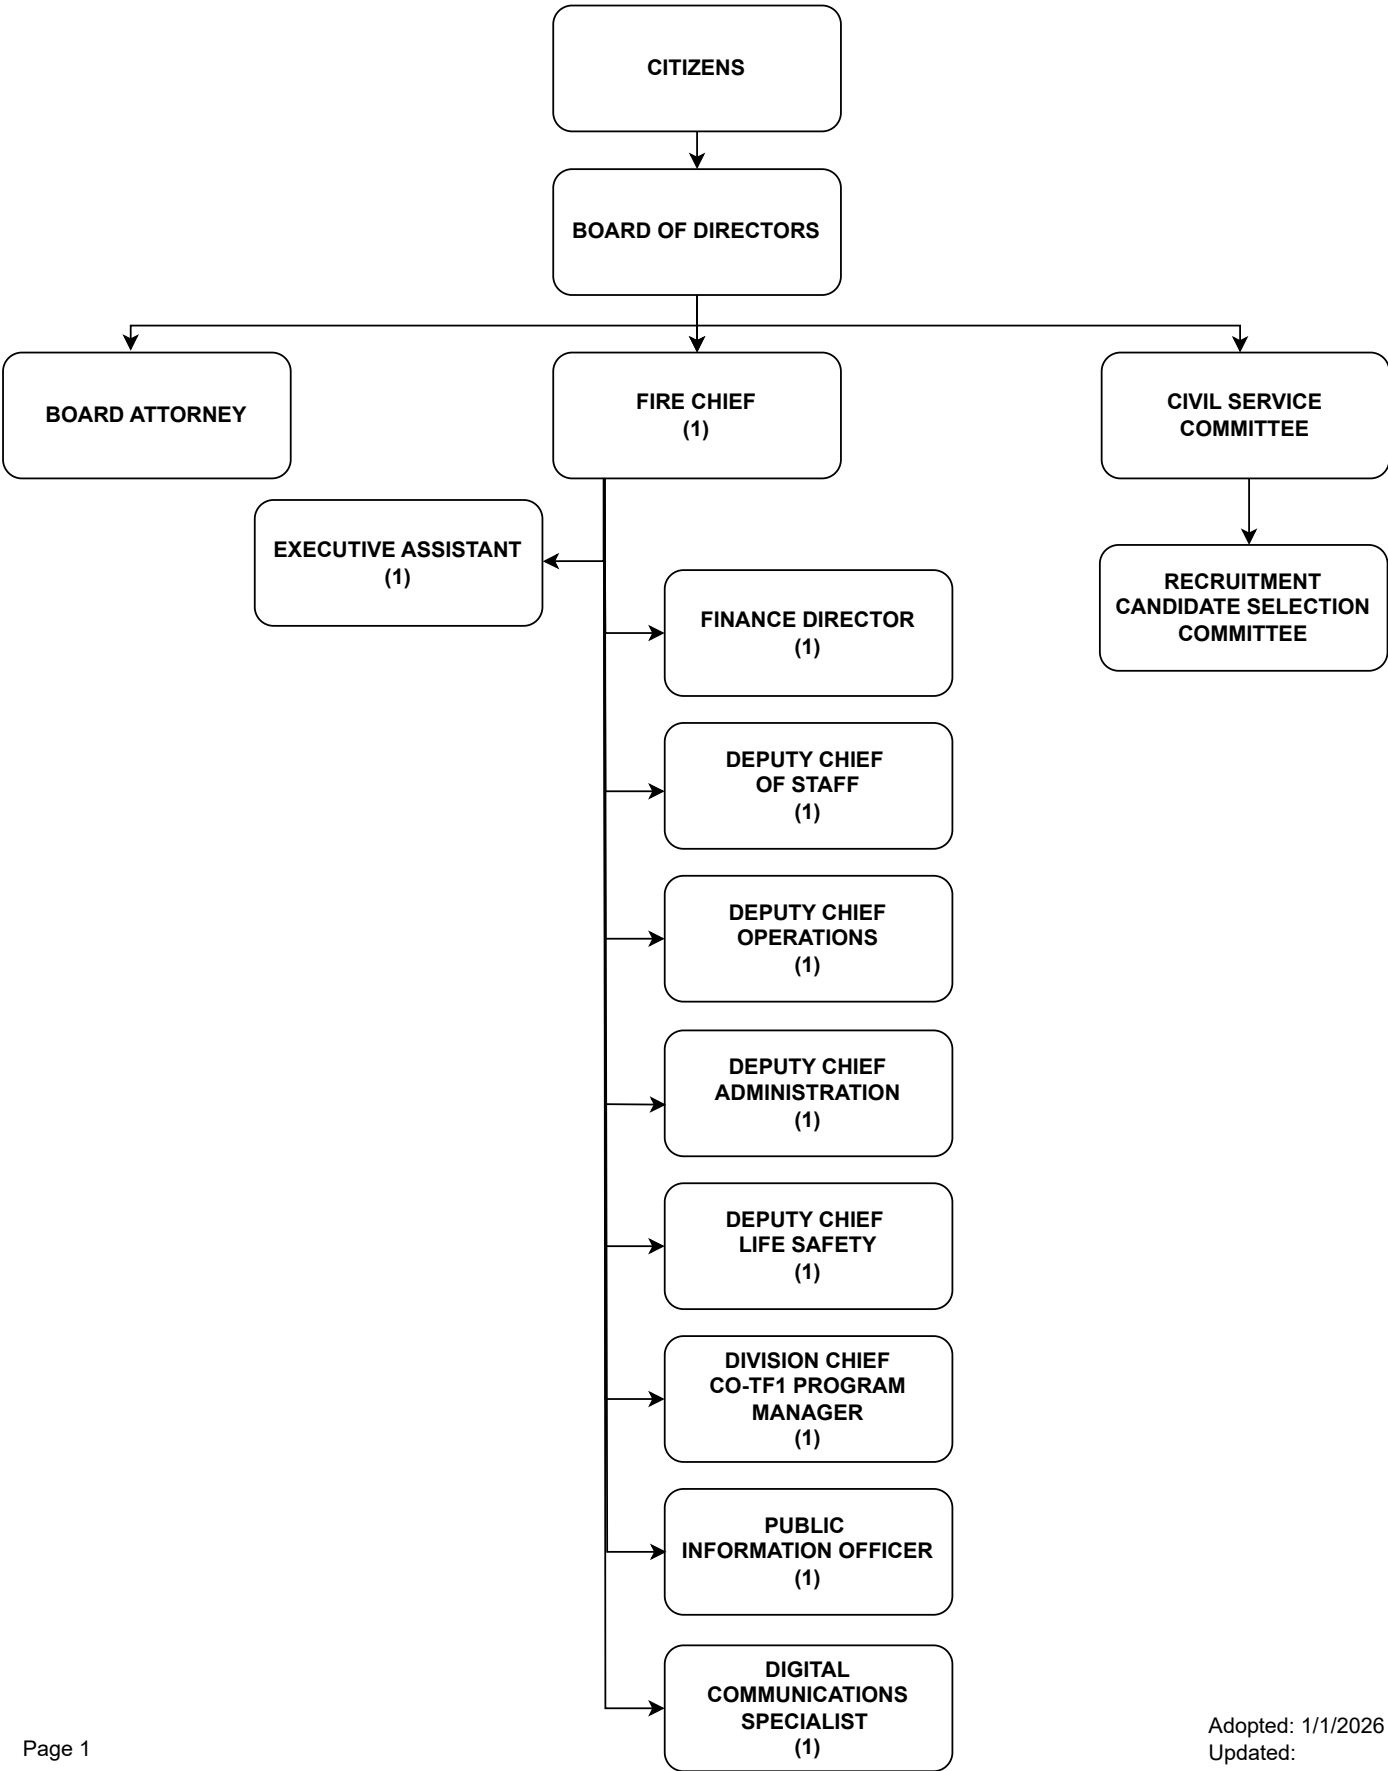 CITIZENS
BOARD OF DIRECTORS
BOARD ATTORNEY
FIRE CHIEF
(1)
CIVIL SERVICE
COMMITTEE
EXECUTIVE ASSISTANT
(1)
RECRUITMENT
CANDIDATE SELECTION
COMMITTEE
FINANCE DIRECTOR
(1)
DEPUTY CHIEF
OF STAFF
(1)
DEPUTY CHIEF
OPERATIONS
(1)
DEPUTY CHIEF
ADMINISTRATION
(1)
DEPUTY CHIEF
LIFE SAFETY
(1)
DIVISION CHIEF
CO-TF1 PROGRAM
MANAGER
(1)
PUBLIC
INFORMATION OFFICER
(1)
DIGITAL
COMMUNICATIONS
SPECIALIST
(1)
Page 1
Adopted: 1/1/2026
Updated: